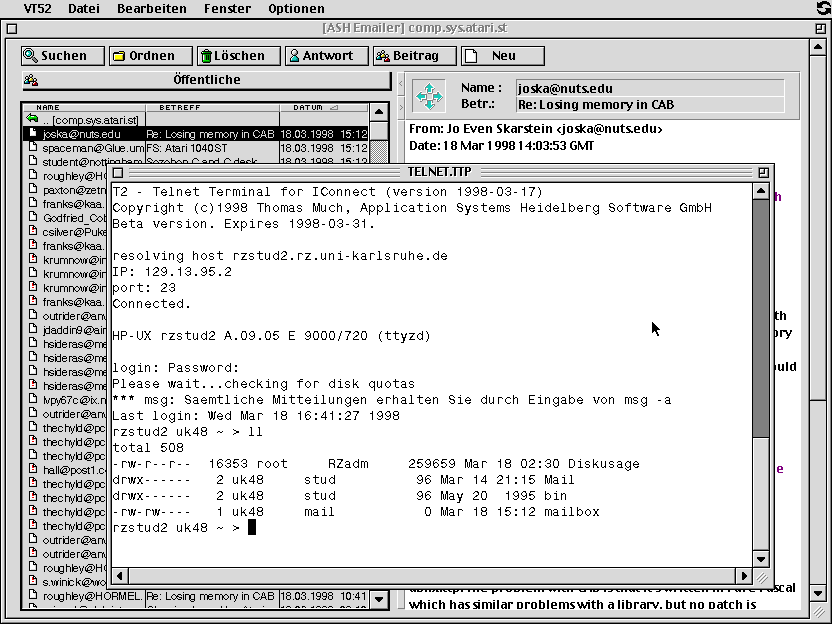 VT52 Datei Bearbeiten Fenster Optionen
[ASH Emailer] comp.sys.atari.st
Suchen Ordnen Löschen Antwort Beitrag Neu
Öffentliche
NAME BETREFF DATUM
.. [comp.sys.atari.st]
joska@nuts.edu Re: Losing memory in CAB 18.03.1998 15:12
spaceman@Glue.um FS: Atari 1040ST 18.03.1998 15:12
student@nottingham Sozobon C and C desk 18.03.1998 15:12
roughley@HO
paxton@zetn
franks@kaa.
Godfried_Cob
csilver@Puke
franks@kaa.
krumnow@in
krumnow@in
krumnow@in
franks@kaa.
outrider@anv
jdaddin9@air
hsideras@me
hsideras@me
hsideras@me
lvpy67c@ix.n
outrider@anv
thechyld@pc
thechyld@pc
thechyld@pc
hall@post1.c
thechyld@pc
thechyld@pc
thechyld@pc
thechyld@pc
outrider@anv
outrider@anv
roughley@HO
s.winick@wo
roughley@HORMEL. Re: Losing memory in CAB 18.03.1998 10:41
Name : joska@nuts.edu
Betr.: Re: Losing memory in CAB
From: Jo Even Skarstein <joska@nuts.edu>
Date: 18 Mar 1998 14:03:53 GMT
TELNET.TTP
T2 - Telnet Terminal for IConnect (version 1998-03-17)
Copyright (c)1998 Thomas Much, Application Systems Heidelberg Software GmbH
Beta version. Expires 1998-03-31.
resolving host rzstud2.rz.uni-karlsruhe.de
IP: 129.13.95.2
port: 23
Connected.
HP-UX rzstud2 A.09.05 E 9000/720 (ttyzd)
login: Password:
Please wait...checking for disk quotas
*** msg: Saemtliche Mitteilungen erhalten Sie durch Eingabe von msg -a
Last login: Wed Mar 18 16:41:27 1998
rzstud2 uk48 ~ > ll
total 508
-rw-r--r-- 16353 root RZadm 259659 Mar 18 02:30 Diskusage
drwx------ 2 uk48 stud 96 Mar 14 21:15 Mail
drwx------ 2 uk48 stud 96 May 20 1995 bin
-rw-rw---- 1 uk48 mail 0 Mar 18 15:12 mailbox
rzstud2 uk48 ~ >
which has similar problems with a library, but no patch is